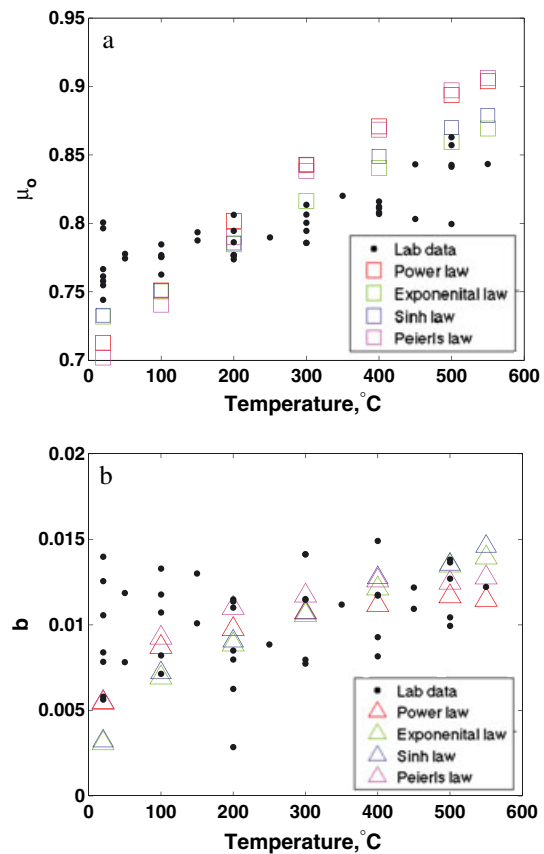 a
0.95
0.9
0.85
0.8
0.75
0.7
μo
0 100 200 300 400 500 600
Temperature,°C
Lab data
Power law
Exponenital law
Sinh law
Peierls law
b
0.02
0.015
0.01
0.005
0
b
0 100 200 300 400 500 600
Temperature,°C
Lab data
Power law
Exponenital law
Sinh law
Peierls law